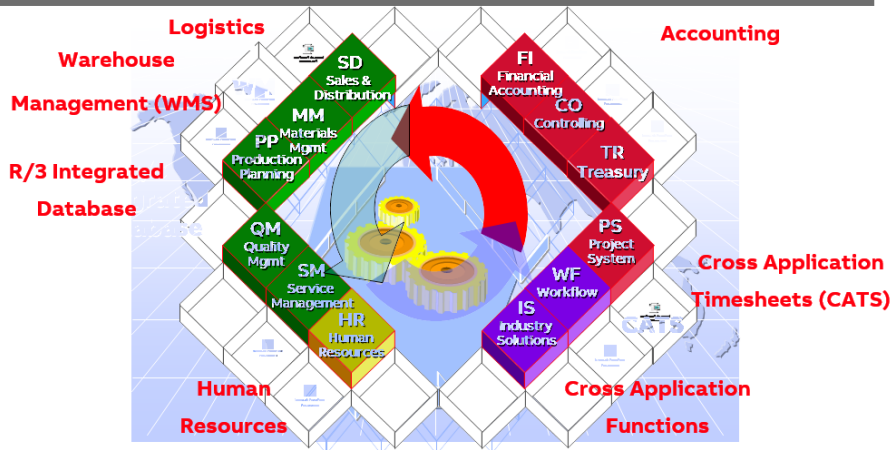 Logistics
Accounting
Warehouse
Management (WMS)
R/3 Integrated
Database
SD
Sales &
Distribution
MM
Materials
Mgmt
PP
Production
Planning
FI
Financial
Accounting
CO
Controlling
TR
Treasury
QM
Quality
Mgmt
SM
Service
Management
HR
Human
Resources
PS
Project
System
WF
Workflow
IS
industry
Solutions
Cross Application
Timesheets (CATS)
CATS
Human
Resources
Cross Application
Functions